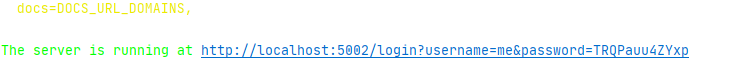 docs=DOCS_URL_DOMAINS,
The server is running at http://localhost:5002/login?username=me&password=TRQPauu4ZYxp